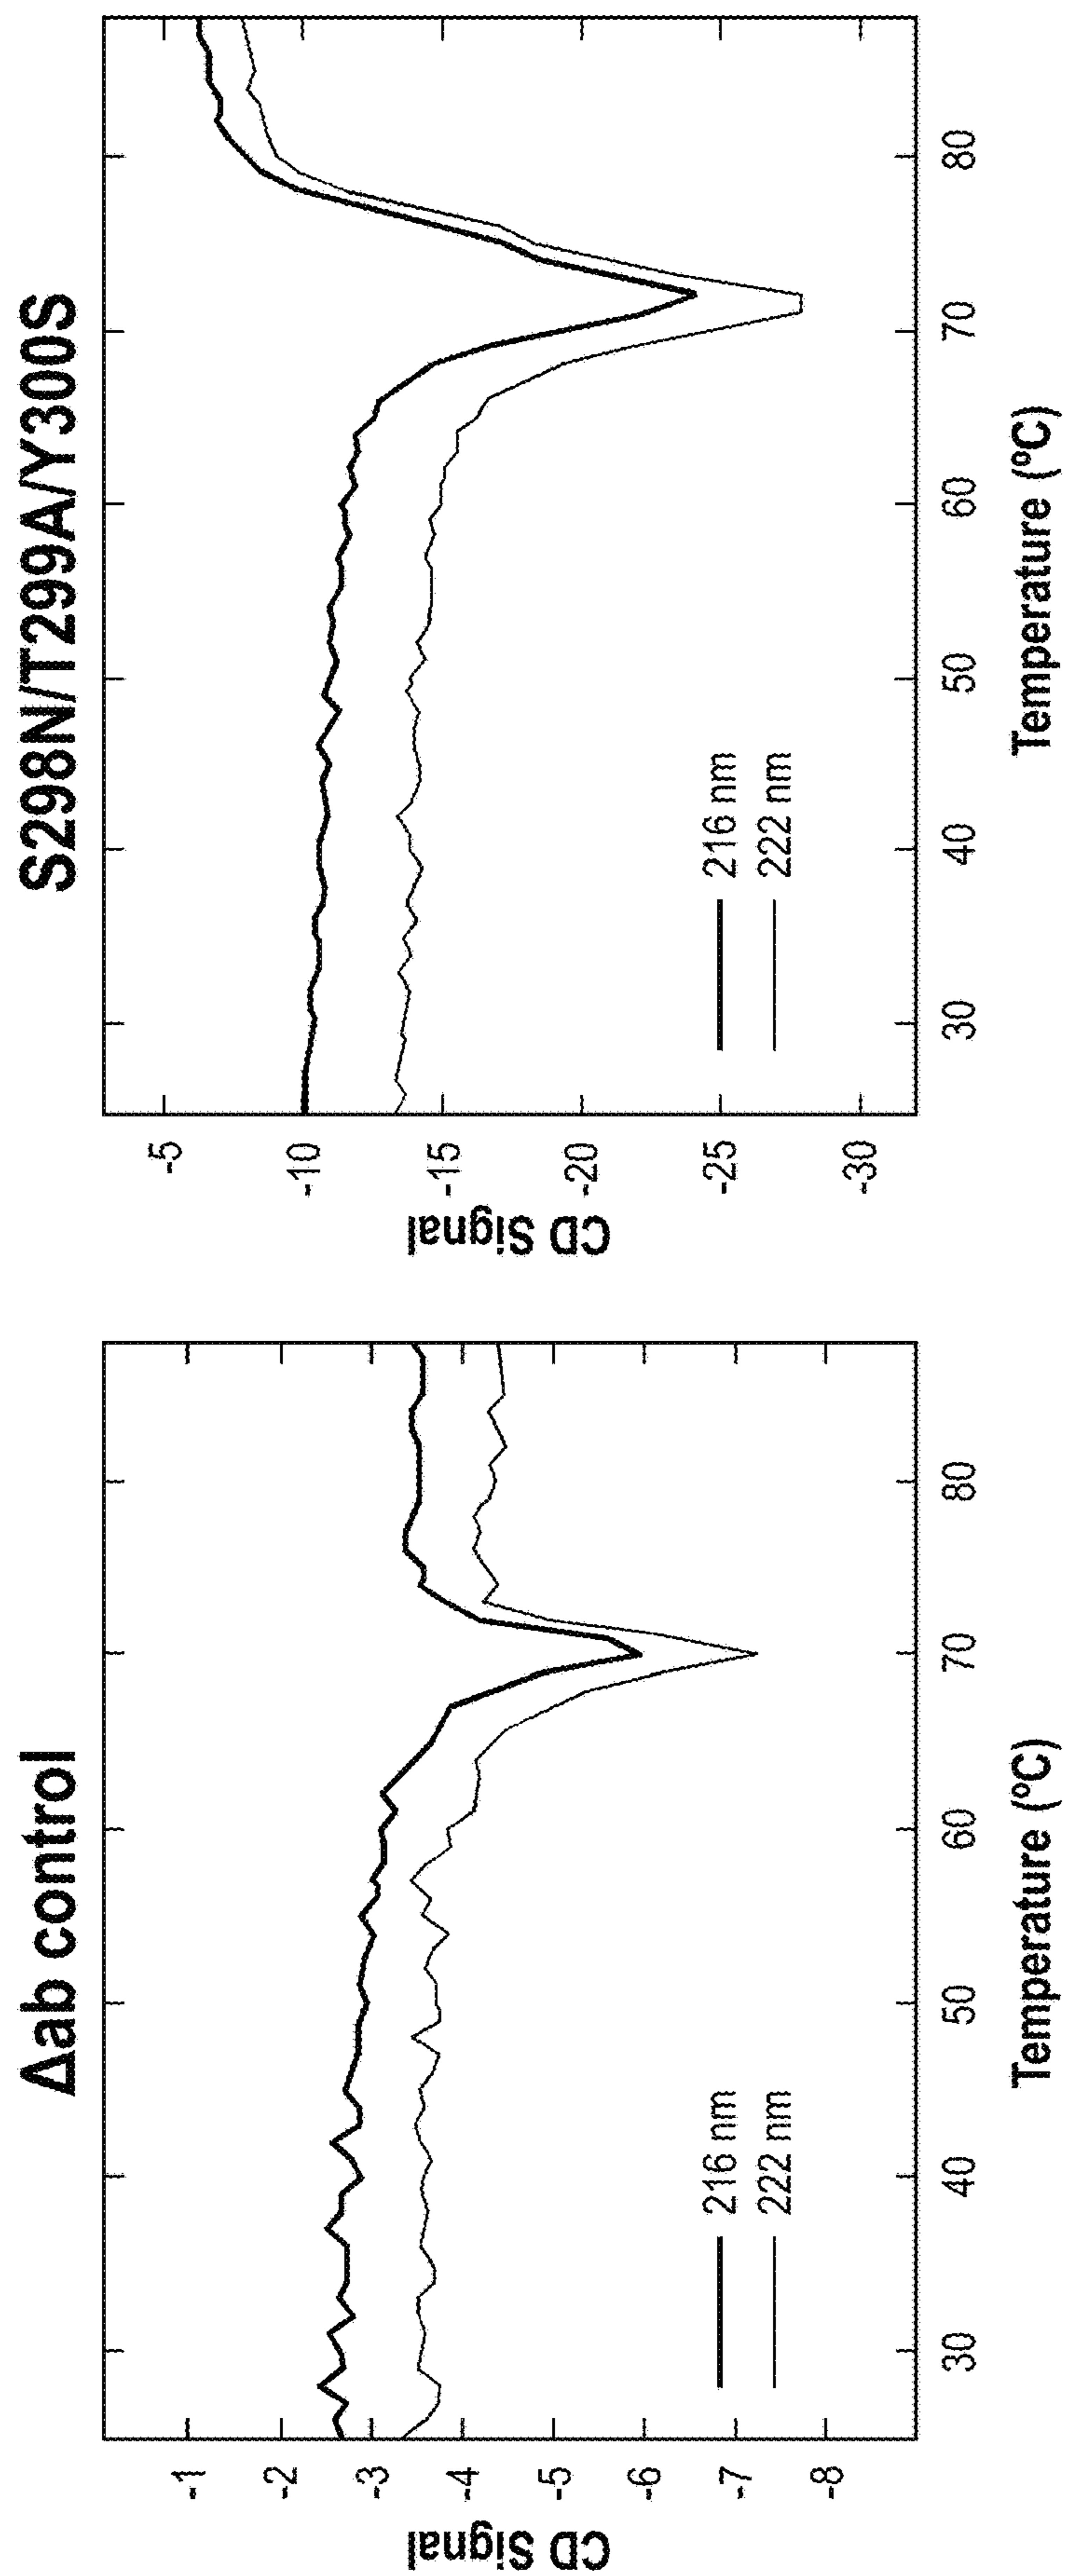 Δab control
CD Signal
-1
-2
-3
-4
-5
-6
-7
-8
216 nm
222 nm
30
40
50
60
70
80
Temperature (ºC)
S298N/T299A/Y300S
CD Signal
-5
-10
-15
-20
-25
-30
216 nm
222 nm
30
40
50
60
70
80
Temperature (ºC)